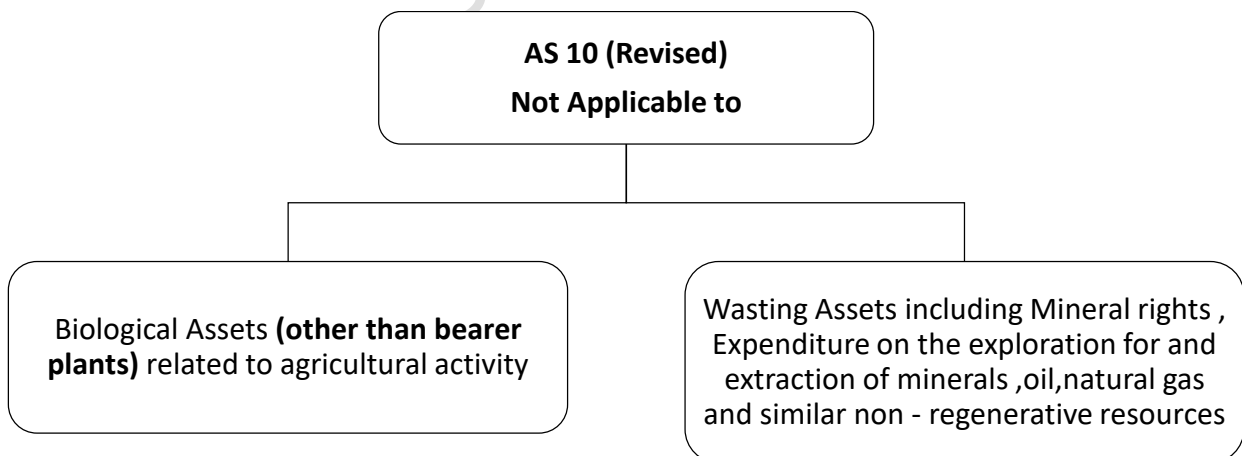 AS 10 (Revised)
Not Applicable to
Biological Assets (other than bearer
plants) related to agricultural activity
Wasting Assets including Mineral rights ,
Expenditure on the exploration for and
extraction of minerals ,oil,natural gas
and similar non - regenerative resources